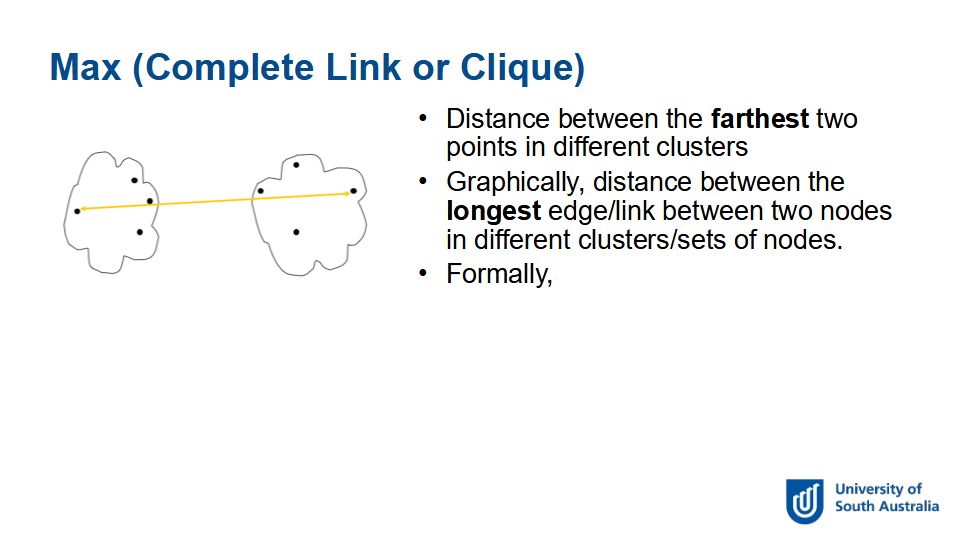 Max (Complete Link or Clique)
• Distance between the farthest two
points in different clusters
• Graphically, distance between the
longest edge/link between two nodes
in different clusters/sets of nodes.
• Formally,
University of
South Australia